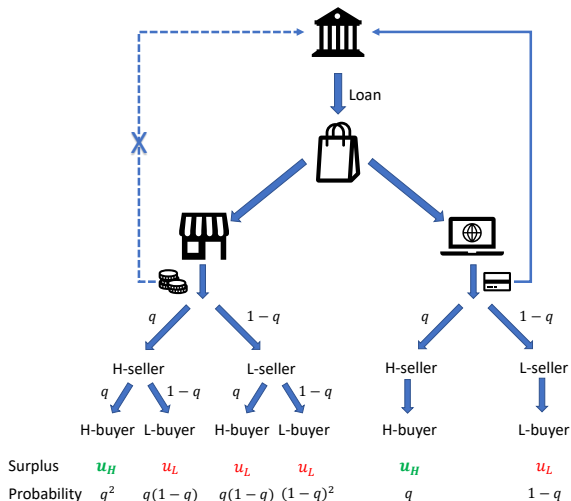 X
Loan
q 1 − q q 1 − q
H-seller L-seller H-seller L-seller
q 1 − q q 1 − q
H-buyer L-buyer H-buyer L-buyer H-buyer L-buyer
Surplus u_H u_L u_L u_L u_H u_L
Probability q² q(1 − q) q(1 − q) (1 − q)² q 1 − q